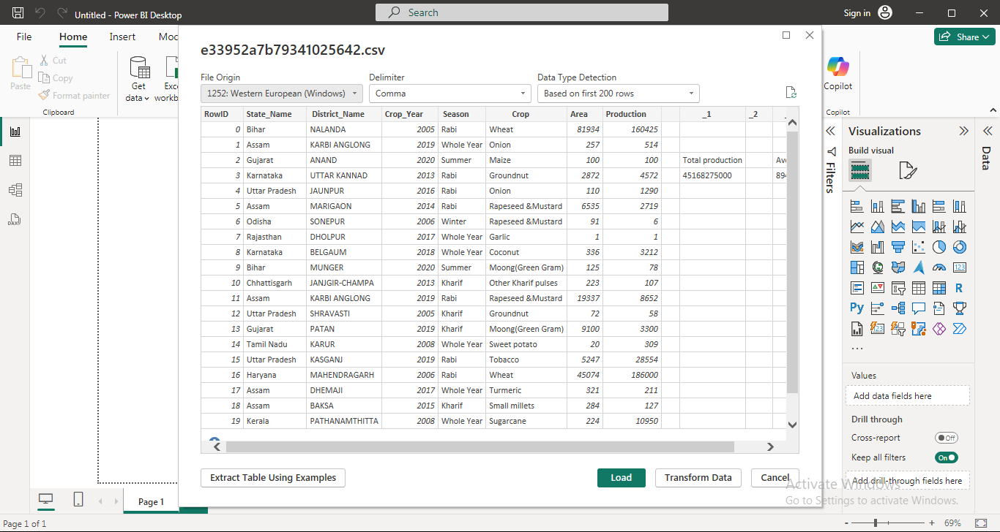 Untitled - Power BI Desktop
Search
Sign in
File Home Insert Mod
Share
Paste
Cut
Copy
Format painter
Clipboard
Get data
Exc
workb
Copilot
Copilot
e33952a7b79341025642.csv
File Origin Delimiter Data Type Detection
1252: Western European (Windows) Comma Based on first 200 rows
RowID State_Name District_Name Crop_Year Season Crop Area Production _1 _2
0 Bihar NALANDA 2005 Rabi Wheat 81934 160425
1 Assam KARBI ANGLONG 2019 Whole Year Onion 257 514
2 Gujarat ANAND 2020 Summer Maize 100 100 Total production Av
3 Karnataka UTTAR KANNAD 2013 Rabi Groundnut 2872 4572 45168275000 894
4 Uttar Pradesh JAUNPUR 2016 Rabi Onion 110 1290
5 Assam MARIGAON 2014 Rabi Rapeseed &Mustard 6535 2719
6 Odisha SONEPUR 2006 Winter Rapeseed &Mustard 91 6
7 Rajasthan DHOLPUR 2017 Whole Year Garlic 1 1
8 Karnataka BELGAUM 2018 Whole Year Coconut 336 3212
9 Bihar MUNGER 2020 Summer Moong(Green Gram) 125 78
10 Chhattisgarh JANJGIR-CHAMPA 2013 Kharif Other Kharif pulses 223 107
11 Assam KARBI ANGLONG 2019 Rabi Rapeseed &Mustard 19337 8652
12 Uttar Pradesh SHRAVASTI 2005 Kharif Groundnut 72 58
13 Gujarat PATAN 2019 Kharif Moong(Green Gram) 9100 3300
14 Tamil Nadu KARUR 2008 Whole Year Sweet potato 20 309
15 Uttar Pradesh KASGANJ 2019 Rabi Tobacco 5247 28554
16 Haryana MAHENDRAGARH 2006 Rabi Wheat 45074 186000
17 Assam DHEMAJI 2017 Whole Year Turmeric 321 211
18 Assam BAKSA 2015 Kharif Small millets 284 127
19 Kerala PATHANAMTHITTA 2008 Whole Year Sugarcane 224 10950
Extract Table Using Examples
Load
Transform Data
Cancel
Filters
Visualizations
Build visual
123
R
Py
...
Values
Add data fields here
Drill through
Cross-report Off
Keep all filters On
Add drill-through fields here
Data
Activate Windows
Go to Settings to activate Windows.
DAX
Page 1
Page 1 of 1
- + 69%